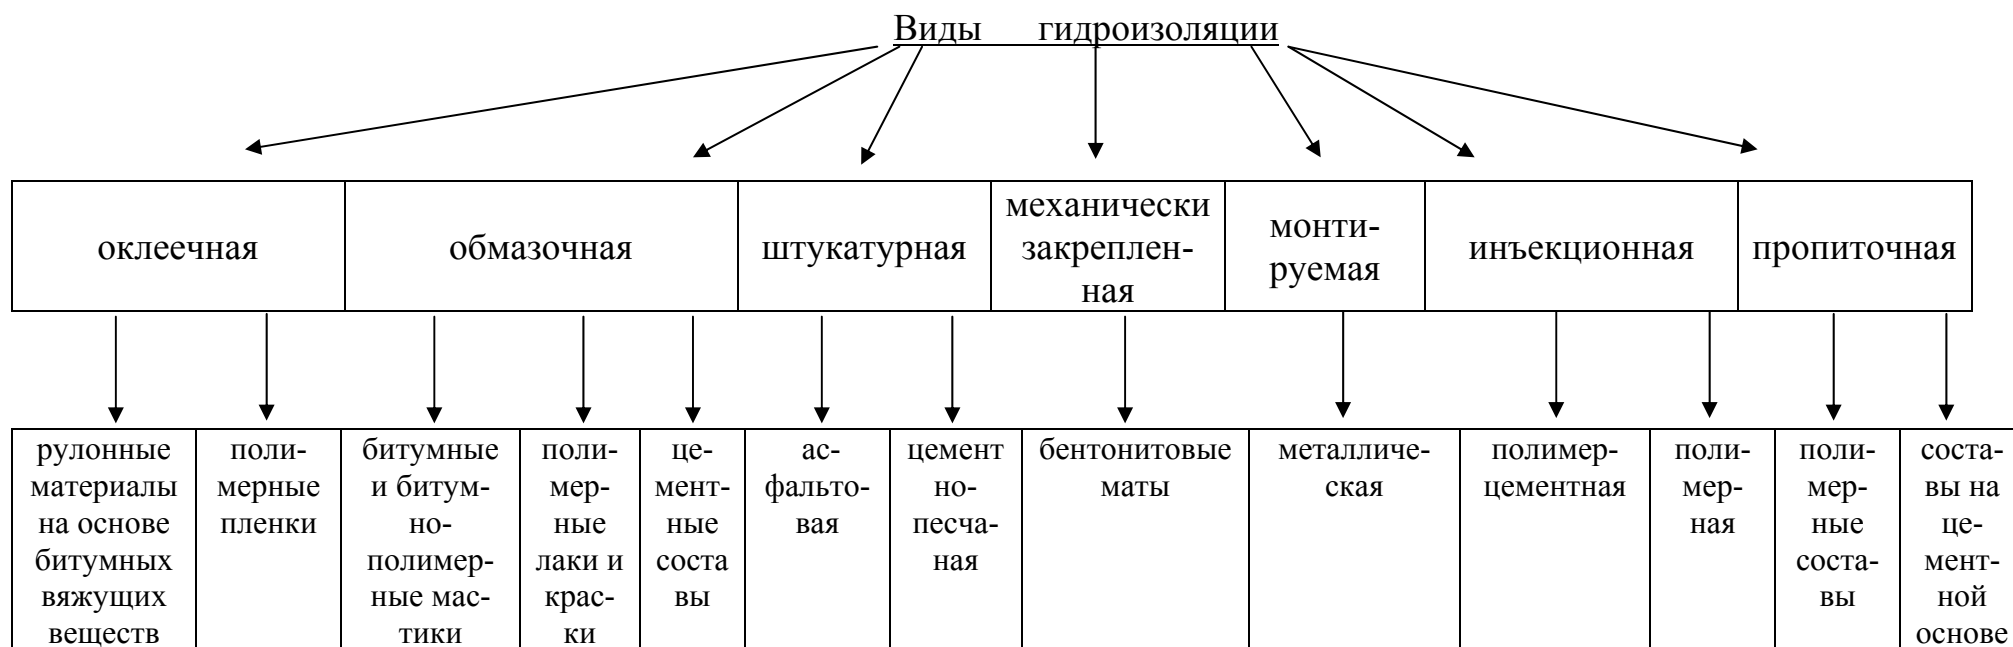 Виды гидроизоляции
оклеечная
обмазочная
штукатурная
механически
закреплен-
ная
монти-
руемая
инъекционная
пропиточная
рулонные
материалы
на основе
битумных
вяжущих
веществ
поли-
мерные
пленки
битумные
и битум-
но-
полимер-
ные мас-
тики
поли-
мер-
ные
лаки и
крас-
ки
це-
мент-
ные
соста
вы
ас-
фальто-
вая
цемент
но-
песча-
ная
бентонитовые
маты
металличе-
ская
полимер-
цементная
поли-
мер-
ная
поли-
мер-
ные
соста-
вы
соста-
вы на
це-
мент-
ной
основе